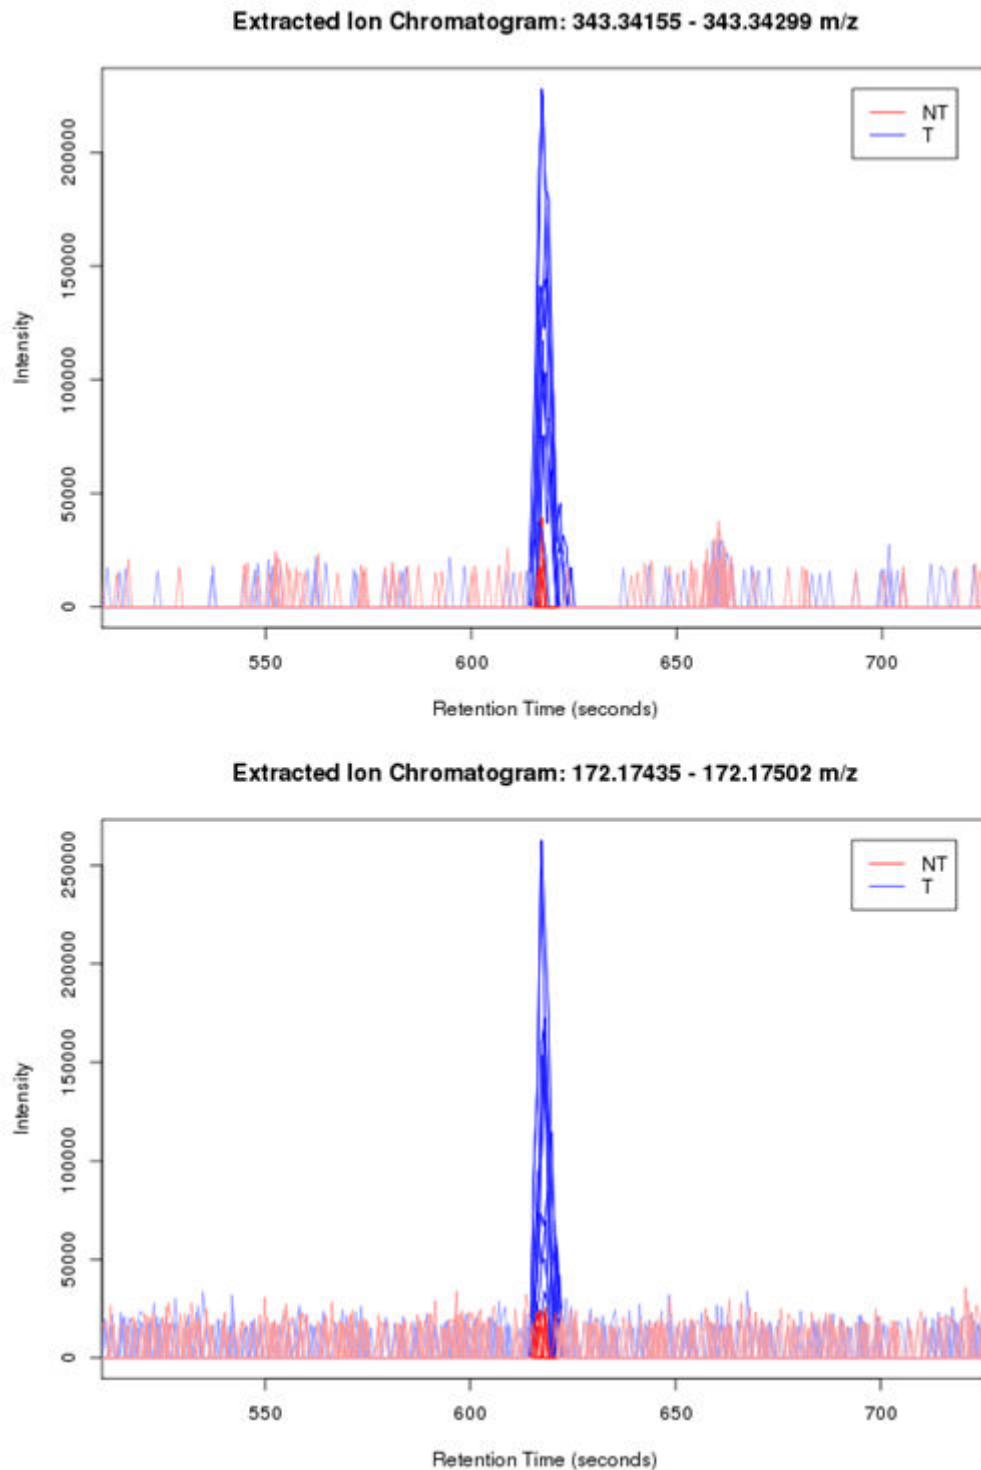 Extracted Ion Chromatogram: 343.34155 - 343.34299 m/z
NT
T
200000
150000
100000
50000
0
Intensity
550 600 650 700
Retention Time (seconds)
Extracted Ion Chromatogram: 172.17435 - 172.17502 m/z
NT
T
250000
200000
150000
100000
50000
0
Intensity
550 600 650 700
Retention Time (seconds)